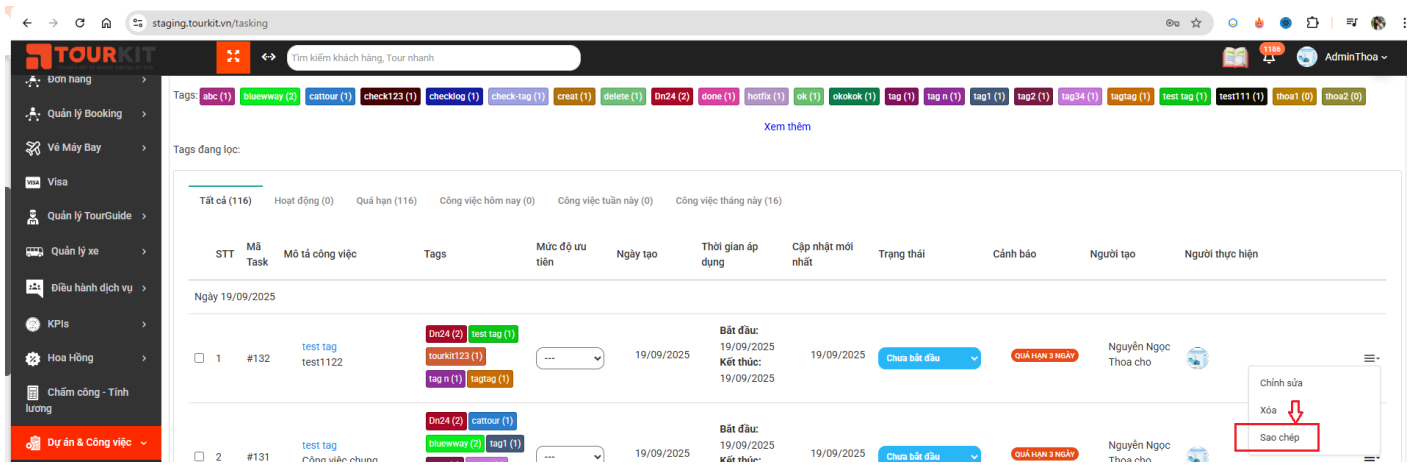 staging.tourkit.vn/tasking
TOURKIT
Tìm kiếm khách hàng, Tour nhanh
1186
AdminThoa
Đơn hàng
Quản lý Booking
Vé Máy Bay
VISA Visa
Quản lý TourGuide
Quản lý xe
Điều hành dịch vụ
KPIs
Hoa Hồng
Chấm công - Tính
lương
Dự án & Công việc
Tags: abc (1) bluewway (2) cattour (1) check123 (1) checklog (1) check-tag (1) creat (1) delete (1) Dn24 (2) done (1) hotfix (1) ok (1) okokok (1) tag (1) tag n (1) tag1 (1) tag2 (1) tag34 (1) tagtag (1) test tag (1) test111 (1) thoa1 (0) thoa2 (0)
Xem thêm
Tags đang lọc:
Tất cả (116) Hoạt động (0) Quá hạn (116) Công việc hôm nay (0) Công việc tuần này (0) Công việc tháng này (16)
STT Mã Task Mô tả công việc Tags Mức độ ưu tiên Ngày tạo Thời gian áp dụng Cập nhật mới nhất Trạng thái Cảnh báo Người tạo Người thực hiện
Ngày 19/09/2025
Dn24 (2) test tag (1)
tourkit123 (1)
tag n (1) tagtag (1)
1 #132
test tag
test1122
---
19/09/2025
Bắt đầu:
19/09/2025
Kết thúc:
19/09/2025
19/09/2025
Chưa bắt đầu
QUÁ HẠN 3 NGÀY
Nguyễn Ngọc
Thoa cho
Chỉnh sửa
Xóa
Sao chép
Dn24 (2) cattour (1)
bluewway (2) tag1 (1)
2 #131
test tag
Công việc chung
---
19/09/2025
Bắt đầu:
19/09/2025
Kết thúc:
19/09/2025
Chưa bắt đầu
QUÁ HẠN 3 NGÀY
Nguyễn Ngọc
Thoa cho